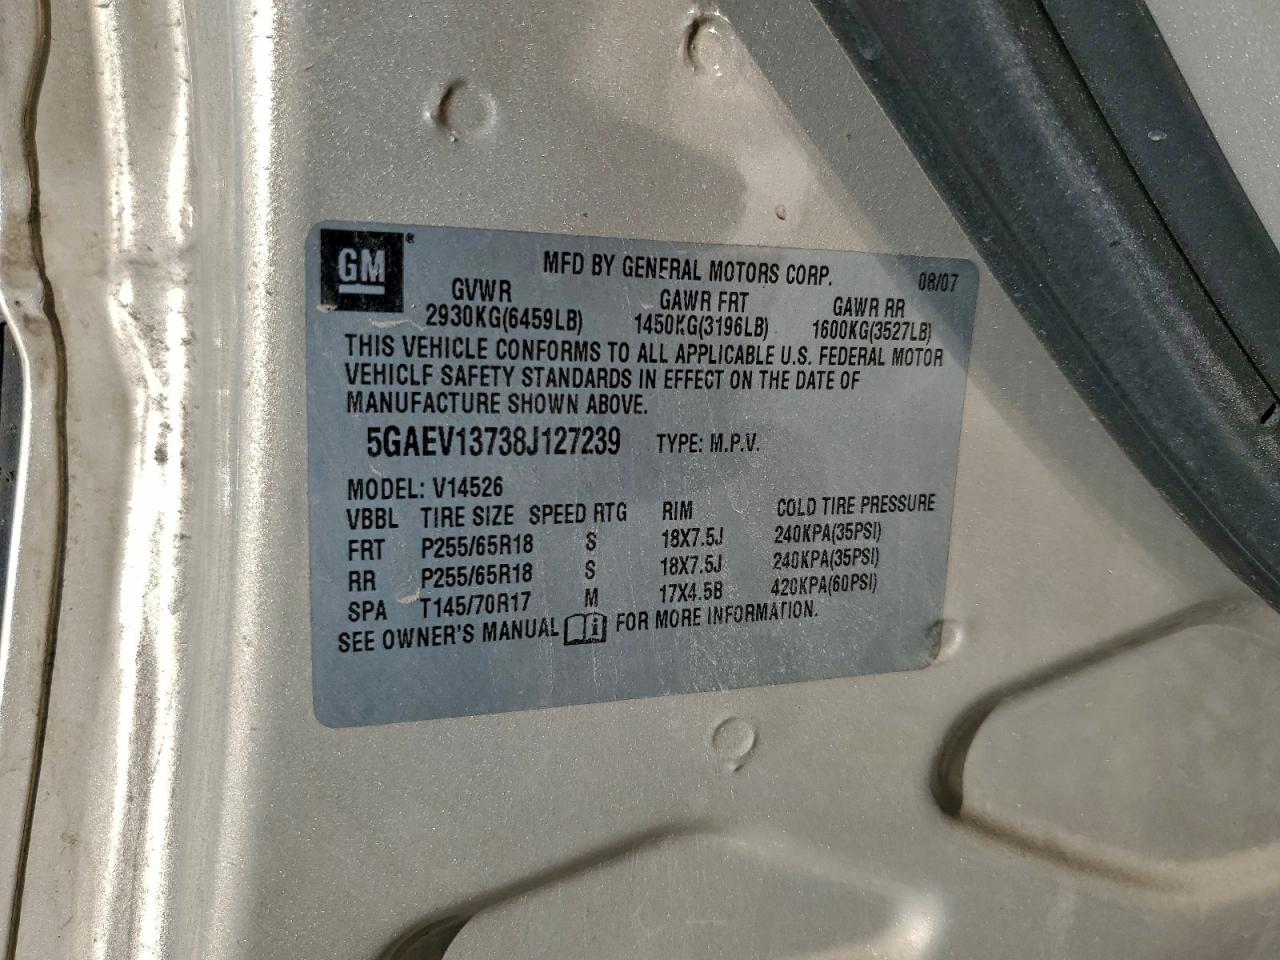 GM ®
MFD BY GENERAL MOTORS CORP. 08/07
GVWR GAWR FRT GAWR RR
2930KG(6459LB) 1450KG(3196LB) 1600KG(3527LB)
THIS VEHICLE CONFORMS TO ALL APPLICABLE U.S. FEDERAL MOTOR
VEHICLE SAFETY STANDARDS IN EFFECT ON THE DATE OF
MANUFACTURE SHOWN ABOVE.
5GAEV13738J127239 TYPE: M.P.V.
MODEL: V14526
VBBL TIRE SIZE SPEED RTG RIM COLD TIRE PRESSURE
FRT P255/65R18 S 18X7.5J 240KPA(35PSI)
RR P255/65R18 S 18X7.5J 240KPA(35PSI)
SPA T145/70R17 M 17X4.5B 420KPA(60PSI)
SEE OWNER'S MANUAL i FOR MORE INFORMATION.